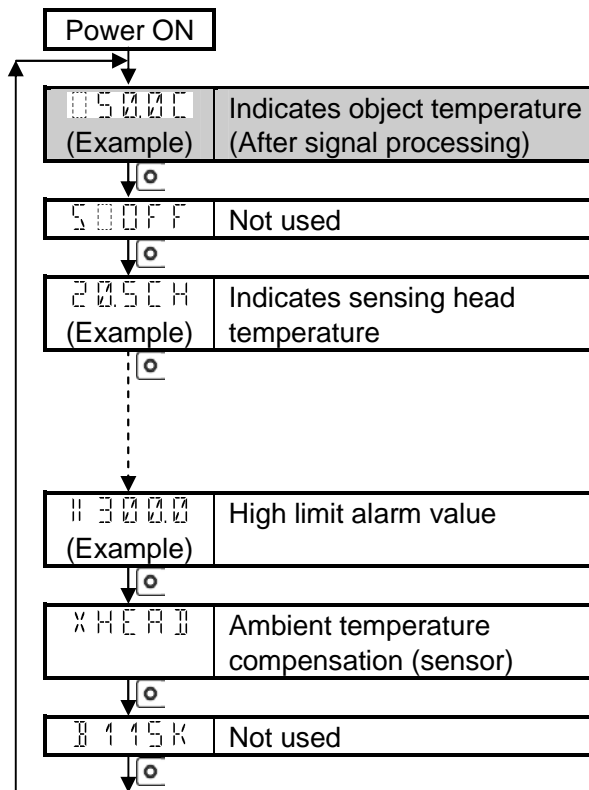 Power ON
50.0C
(Example)
Indicates object temperature
(After signal processing)
S OFF
Not used
20.5CH
(Example)
Indicates sensing head
temperature
||300.0
(Example)
High limit alarm value
XHEAD
Ambient temperature
compensation (sensor)
B115K
Not used